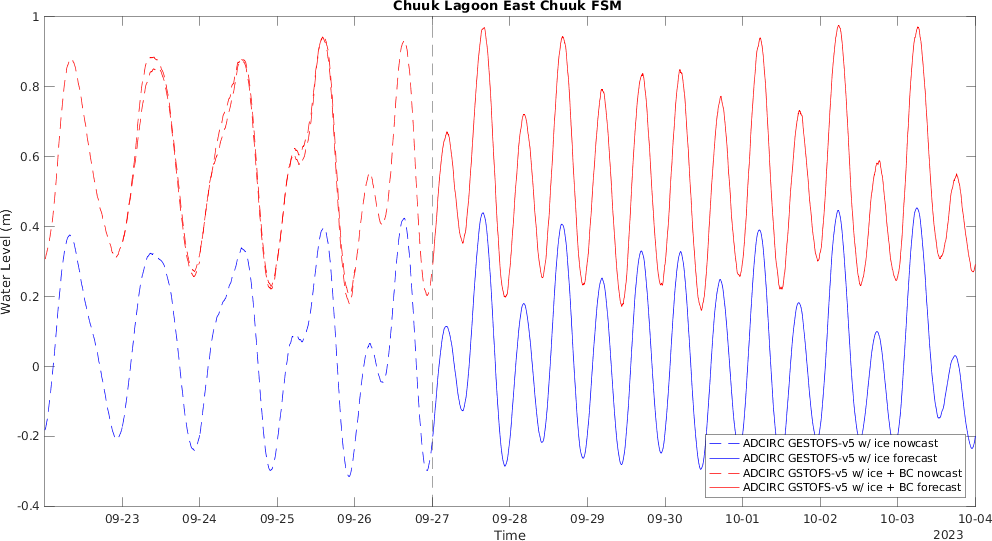 Chuuk Lagoon East Chuuk FSM
1
0.8
0.6
0.4
0.2
0
-0.2
-0.4
Water Level (m)
ADCIRC GESTOFS-v5 w/ ice nowcast
ADCIRC GESTOFS-v5 w/ ice forecast
ADCIRC GSTOFS-v5 w/ ice + BC nowcast
ADCIRC GSTOFS-v5 w/ ice + BC forecast
09-23 09-24 09-25 09-26 09-27 09-28 09-29 09-30 10-01 10-02 10-03 10-04
Time
2023